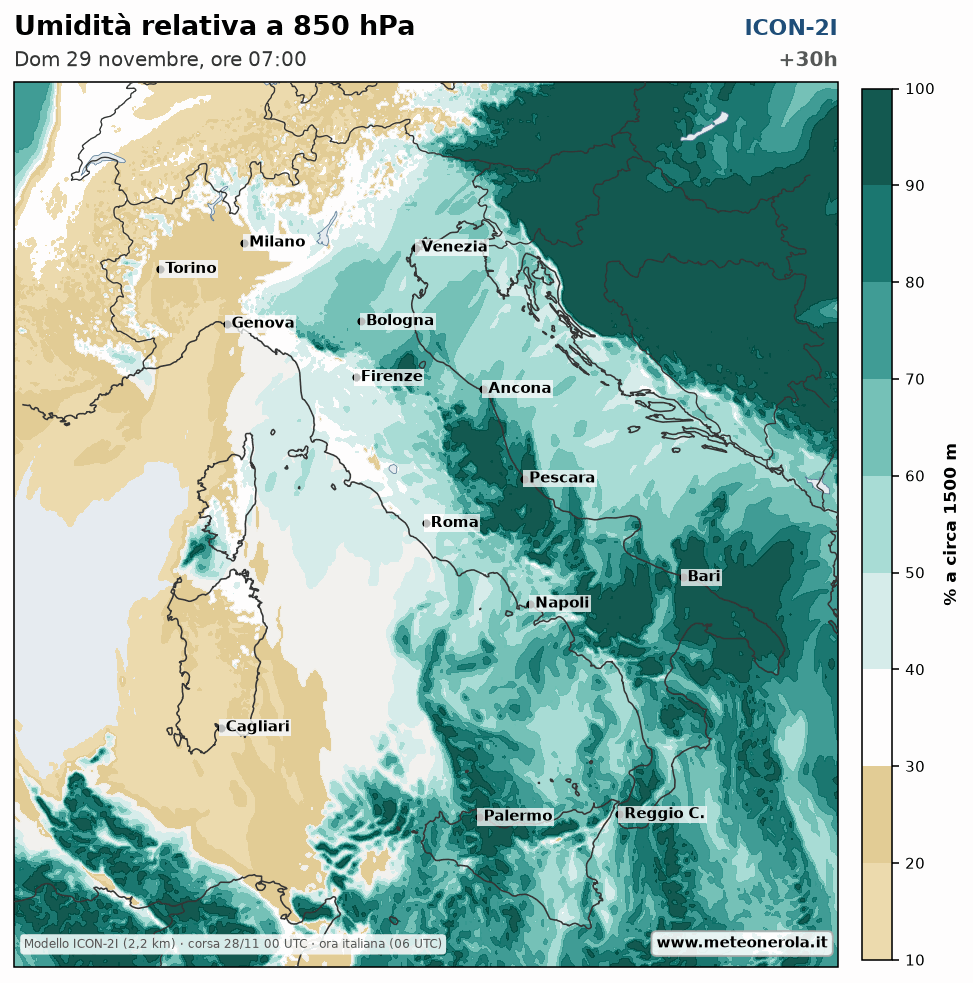 Umidità relativa a 850 hPa
ICON-2I
Dom 29 novembre, ore 07:00
+30h
100
90
80
70
60
50
40
30
20
10
% a circa 1500 m
Milano
Venezia
Torino
Genova
Bologna
Firenze
Ancona
Pescara
Roma
Bari
Napoli
Cagliari
Palermo
Reggio C.
Modello ICON-2I (2,2 km) · corsa 28/11 00 UTC · ora italiana (06 UTC)
www.meteonerola.it